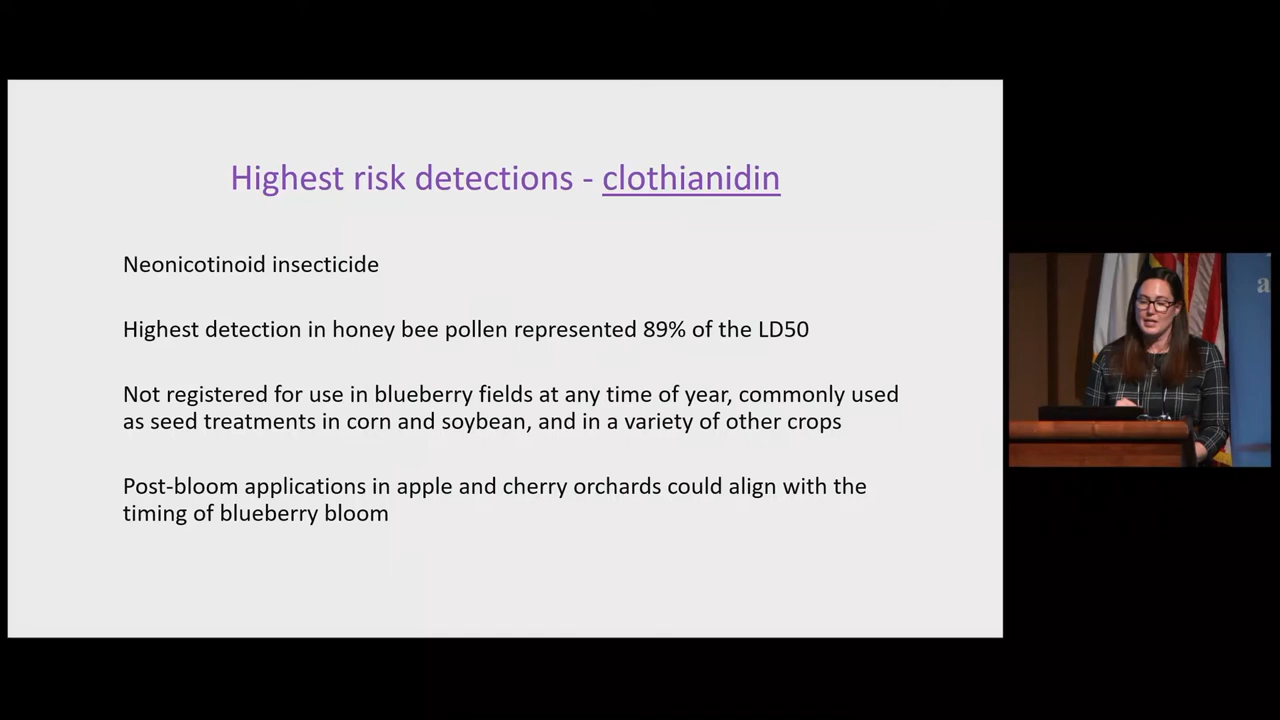 Highest risk detections - clothianidin
Neonicotinoid insecticide
Highest detection in honey bee pollen represented 89% of the LD50
Not registered for use in blueberry fields at any time of year, commonly used
as seed treatments in corn and soybean, and in a variety of other crops
Post-bloom applications in apple and cherry orchards could align with the
timing of blueberry bloom